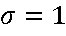 σ = 1